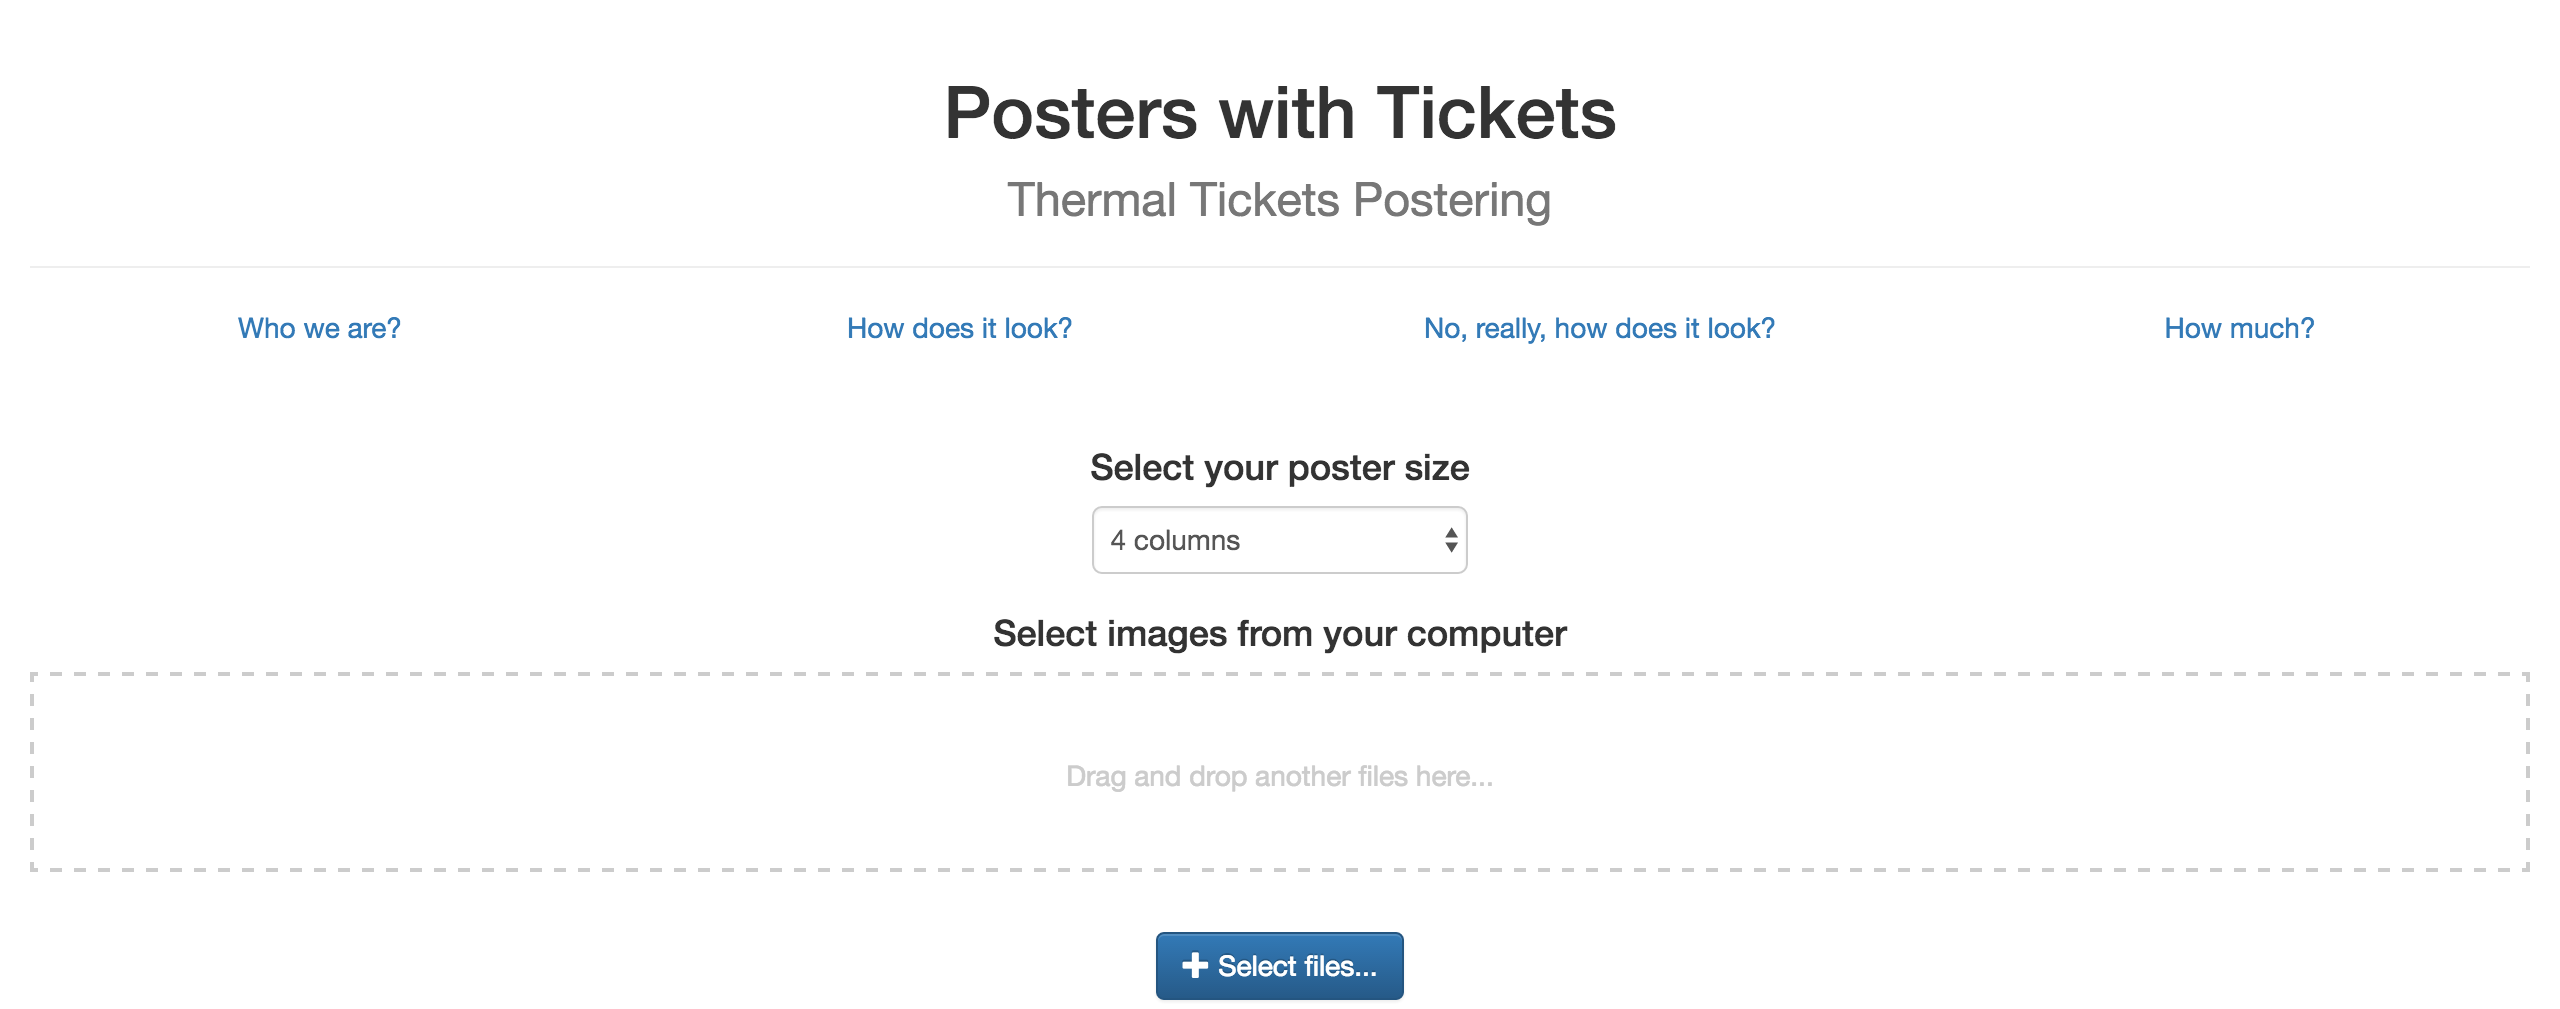 Posters with Tickets
Thermal Tickets Postering
Who we are?
How does it look?
No, really, how does it look?
How much?
Select your poster size
4 columns
Select images from your computer
Drag and drop another files here...
Select files...